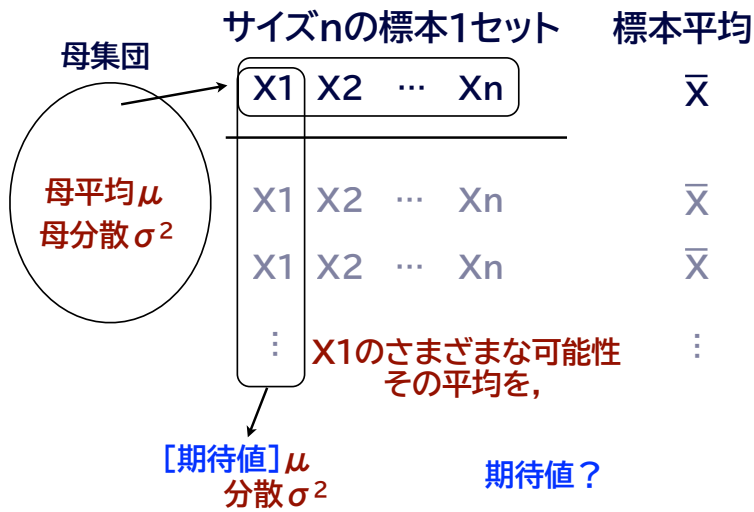 サイズnの標本1セット
標本平均
母集団
X1 X2 … Xn
X̅
母平均μ
母分散σ²
X1 X2 … Xn
X̅
X1 X2 … Xn
X̅
⋮
⋮
X1のさまざまな可能性
その平均を，
[期待値]μ
分散σ²
期待値？